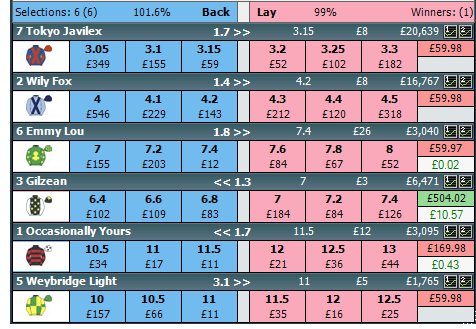 Selections: 6 (6) 101.6% Back Lay 99% Winners: (1)
7 Tokyo Javilex 1.7 >> 3.15 £8 £20,639
3.05 3.1 3.15 3.2 3.25 3.3 £59.98
£349 £155 £59 £52 £102 £182
2 Wily Fox 1.4 >> 4.2 £8 £16,767
4 4.1 4.2 4.3 4.4 4.5 £59.98
£546 £229 £143 £212 £120 £318
6 Emmy Lou 1.8 >> 7.4 £26 £3,040
7 7.2 7.4 7.6 7.8 8 £59.97
£155 £203 £12 £84 £67 £52 £0.02
3 Gilzean << 1.3 7 £3 £6,471
6.4 6.6 6.8 7 7.2 7.4 £504.02
£102 £109 £83 £184 £84 £126 £10.57
1 Occasionally Yours << 1.7 11.5 £12 £3,095
10.5 11 11.5 12 12.5 13 £169.98
£34 £17 £11 £21 £36 £44 £0.43
5 Weybridge Light 3.1 >> 11 £5 £1,765
10 10.5 11 11.5 12 12.5 £59.98
£157 £66 £11 £35 £16 £25